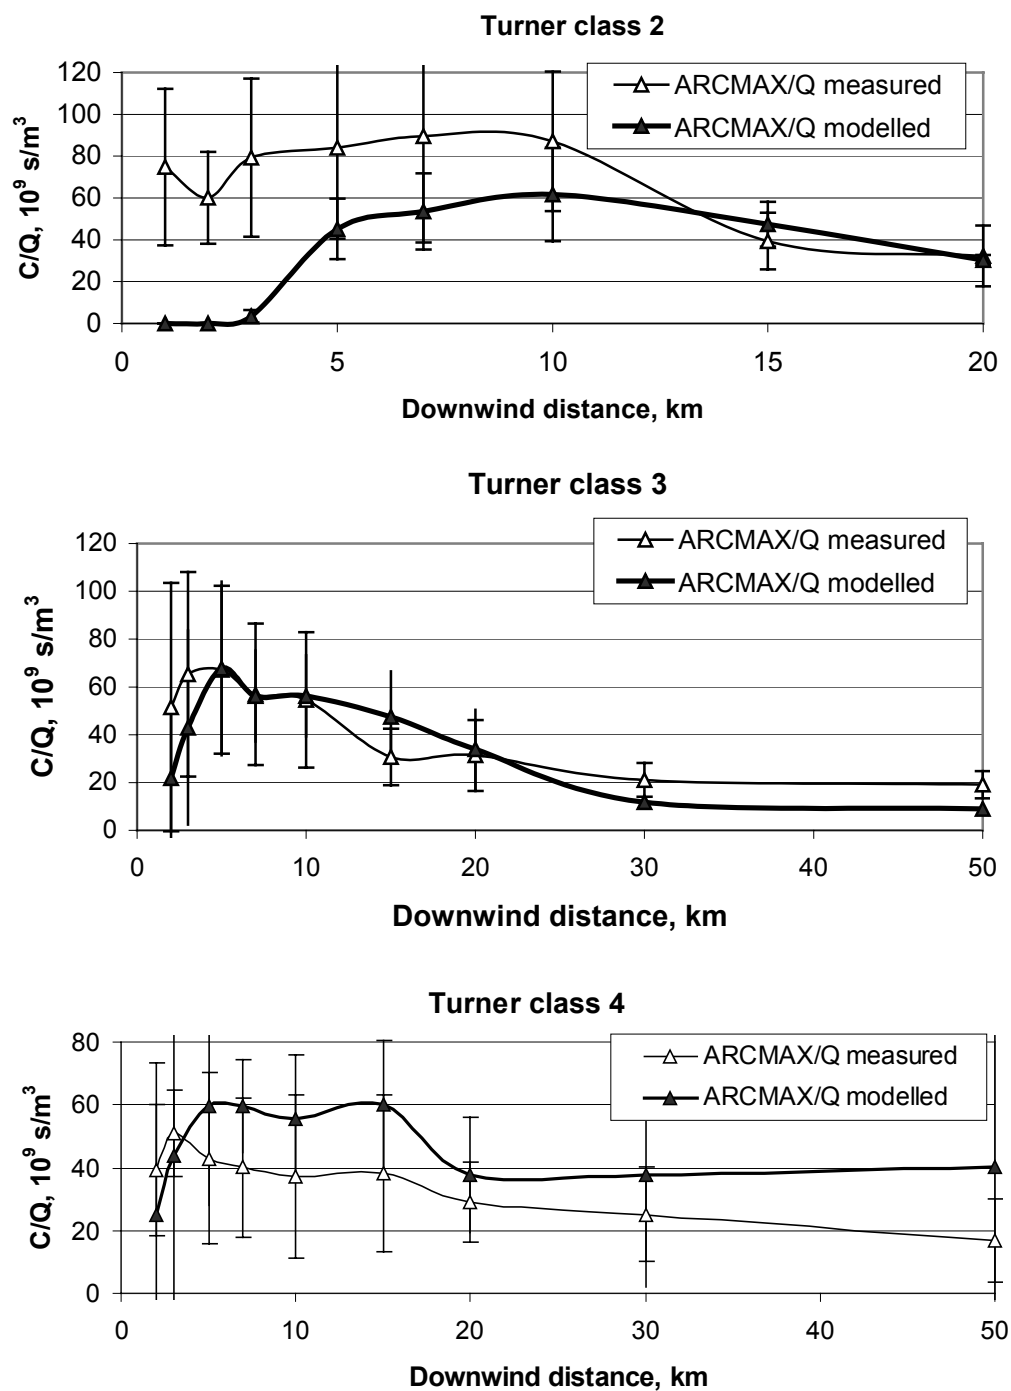 Turner class 2
120
100
80
60
40
20
0
C/Q, 10⁹ s/m³
ARCMAX/Q measured
ARCMAX/Q modelled
0 5 10 15 20
Downwind distance, km
Turner class 3
120
100
80
60
40
20
0
C/Q, 10⁹ s/m³
ARCMAX/Q measured
ARCMAX/Q modelled
0 10 20 30 40 50
Downwind distance, km
Turner class 4
80
60
40
20
0
C/Q, 10⁹ s/m³
ARCMAX/Q measured
ARCMAX/Q modelled
0 10 20 30 40 50
Downwind distance, km